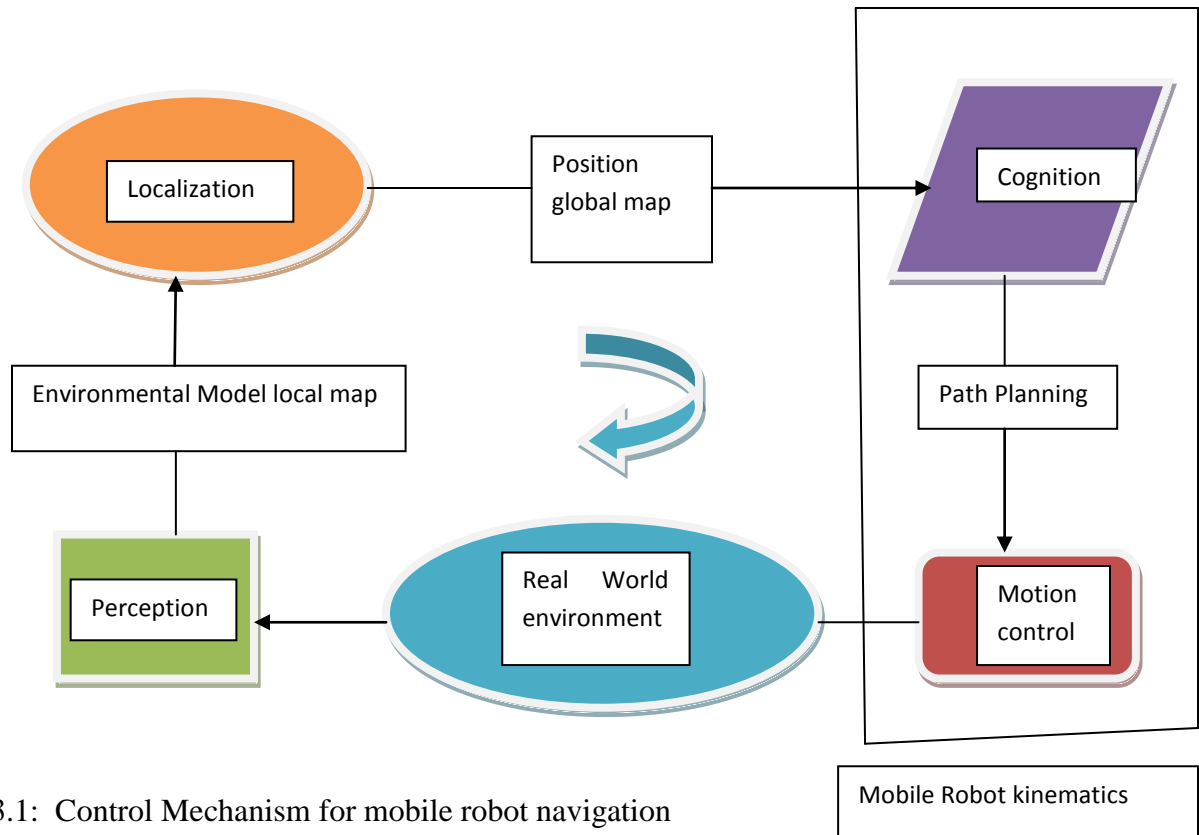 Localization
Position
global map
Cognition
Environmental Model local map
Path Planning
Perception
Real World
environment
Motion
control
Mobile Robot kinematics
3.1: Control Mechanism for mobile robot navigation